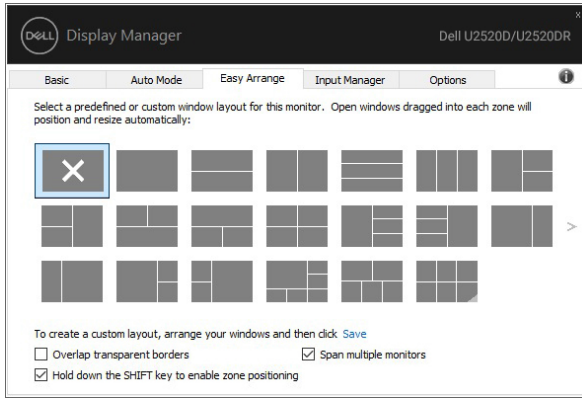 DELL Display Manager Dell U2520D/U2520DR
Basic Auto Mode Easy Arrange Input Manager Options
Select a predefined or custom window layout for this monitor. Open windows dragged into each zone will
position and resize automatically:
To create a custom layout, arrange your windows and then click Save
Overlap transparent borders Span multiple monitors
Hold down the SHIFT key to enable zone positioning